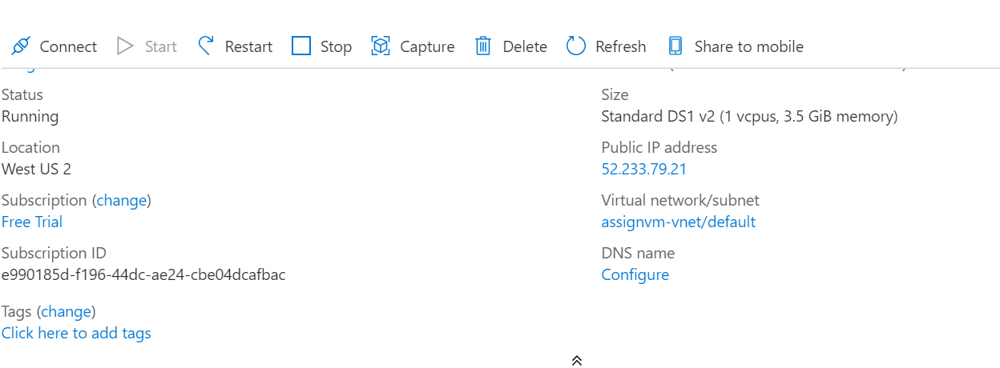 Connect Start Restart Stop Capture Delete Refresh Share to mobile
Status
Running
Location
West US 2
Subscription (change)
Free Trial
Subscription ID
e990185d-f196-44dc-ae24-cbe04dcafbac
Tags (change)
Click here to add tags
Size
Standard DS1 v2 (1 vcpus, 3.5 GiB memory)
Public IP address
52.233.79.21
Virtual network/subnet
assignvm-vnet/default
DNS name
Configure